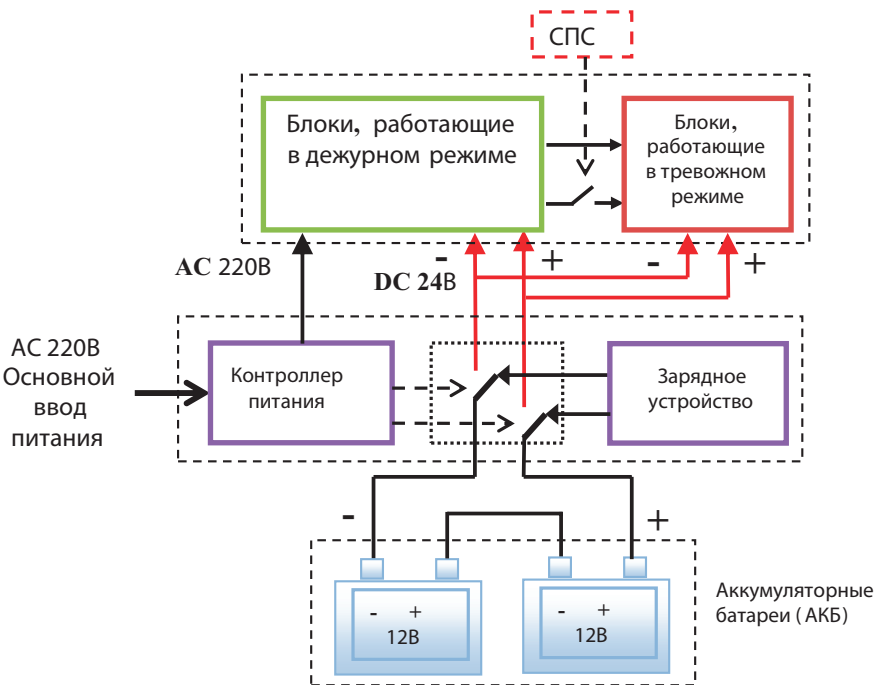 СПС
Блоки, работающие
в дежурном режиме
Блоки,
работающие
в тревожном
режиме
AC 220В
-
+
-
+
DC 24В
АС 220В
Основной
ввод
питания
Контроллер
питания
Зарядное
устройство
-
+
- +
12В
- +
12В
Аккумуляторные
батареи ( АКБ)